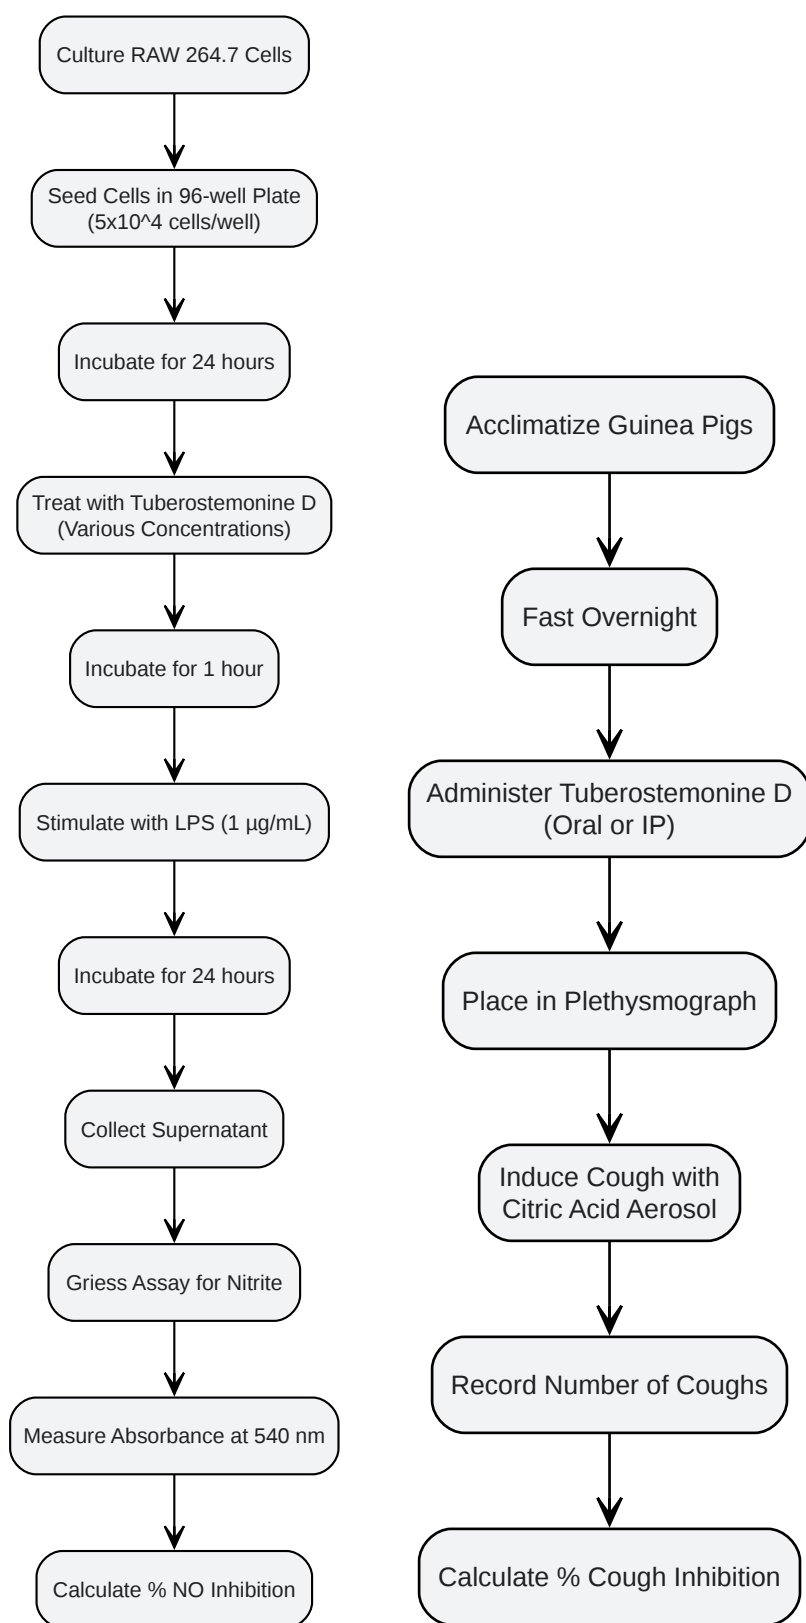 Culture RAW 264.7 Cells
Seed Cells in 96-well Plate
(5x10^4 cells/well)
Incubate for 24 hours
Treat with Tuberostemonine D
(Various Concentrations)
Incubate for 1 hour
Stimulate with LPS (1 µg/mL)
Incubate for 24 hours
Collect Supernatant
Griess Assay for Nitrite
Measure Absorbance at 540 nm
Calculate % NO Inhibition
Acclimatize Guinea Pigs
Fast Overnight
Administer Tuberostemonine D
(Oral or IP)
Place in Plethysmograph
Induce Cough with
Citric Acid Aerosol
Record Number of Coughs
Calculate % Cough Inhibition